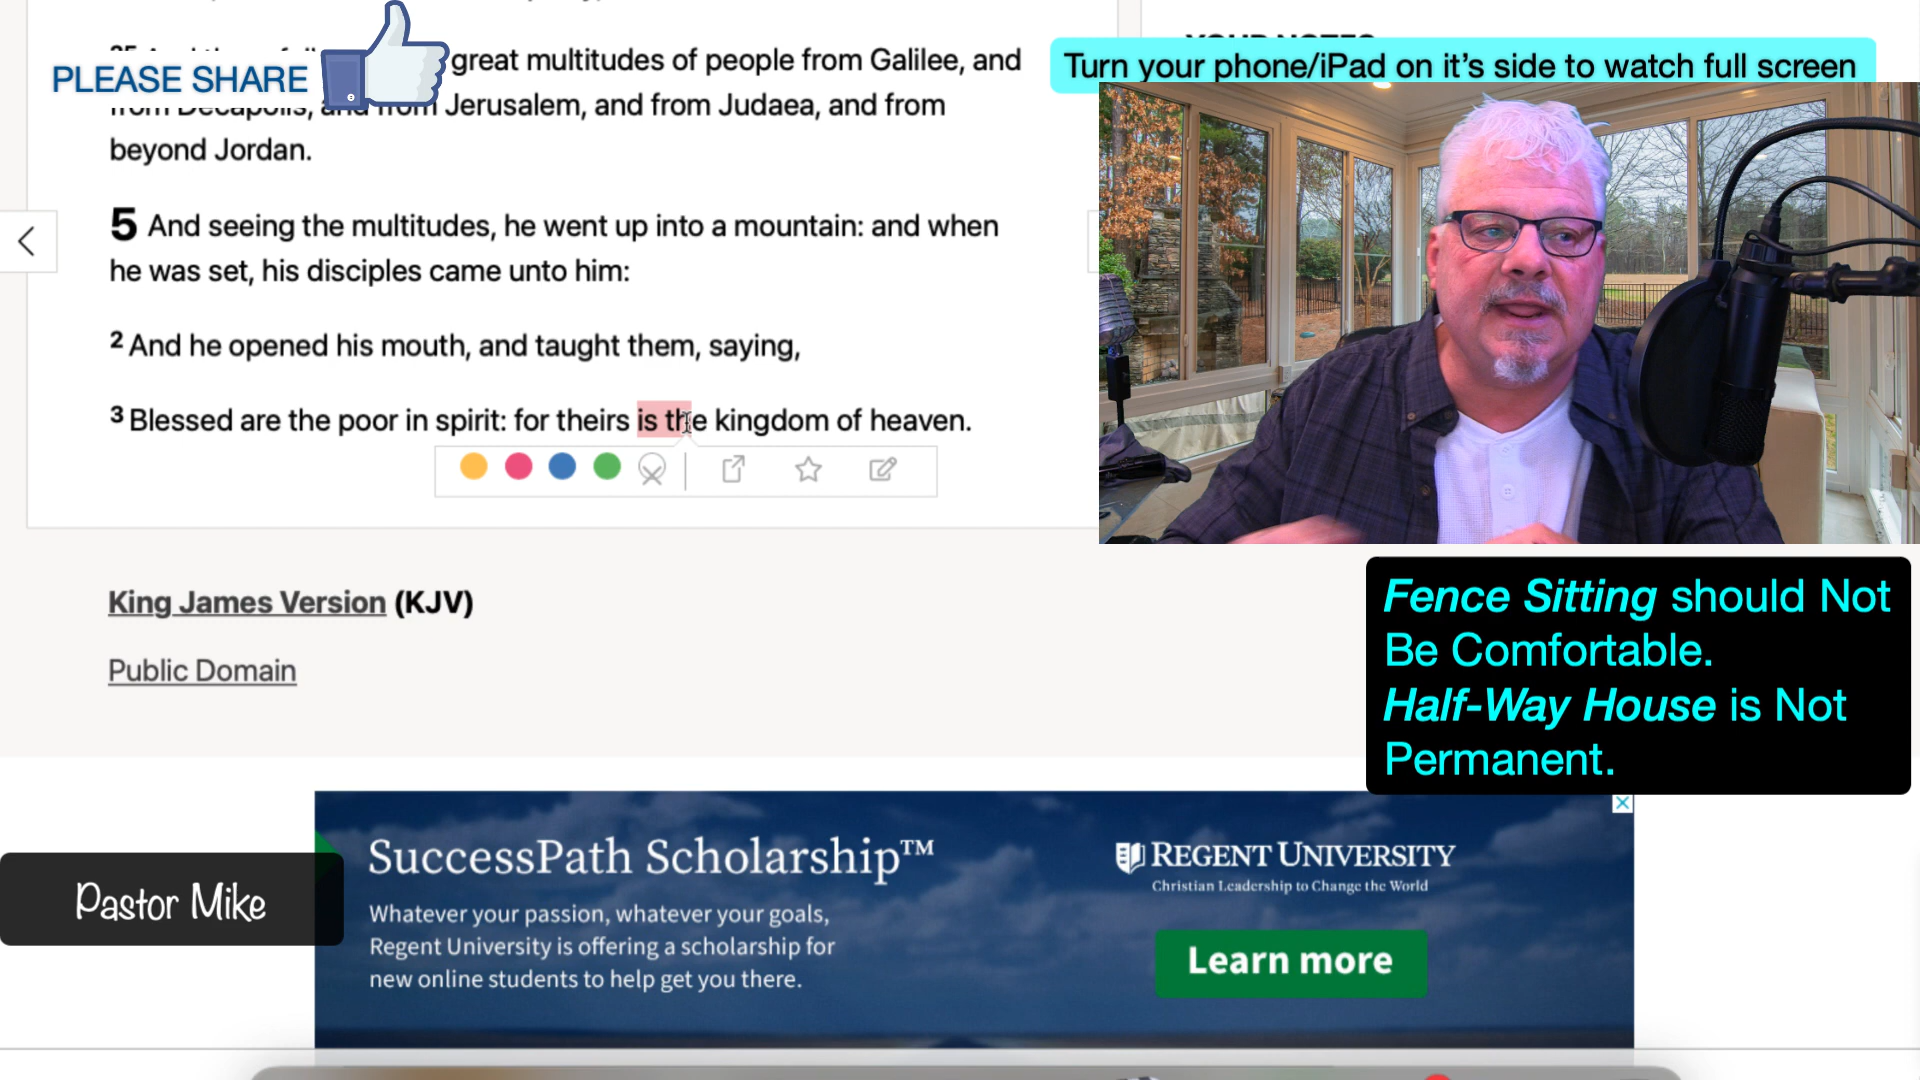 great multitudes of people from Galilee, and
PLEASE SHARE
from Decapolis, and from Jerusalem, and from Judaea, and from
beyond Jordan.
5 And seeing the multitudes, he went up into a mountain: and when
he was set, his disciples came unto him:
2 And he opened his mouth, and taught them, saying,
3 Blessed are the poor in spirit: for theirs is the kingdom of heaven.
King James Version (KJV)
Public Domain
YOUR NOTES
Turn your phone/iPad on it's side to watch full screen
Fence Sitting should Not
Be Comfortable.
Half-Way House is Not
Permanent.
Pastor Mike
SuccessPath Scholarship™
Whatever your passion, whatever your goals,
Regent University is offering a scholarship for
new online students to help get you there.
REGENT UNIVERSITY
Christian Leadership to Change the World
Learn more